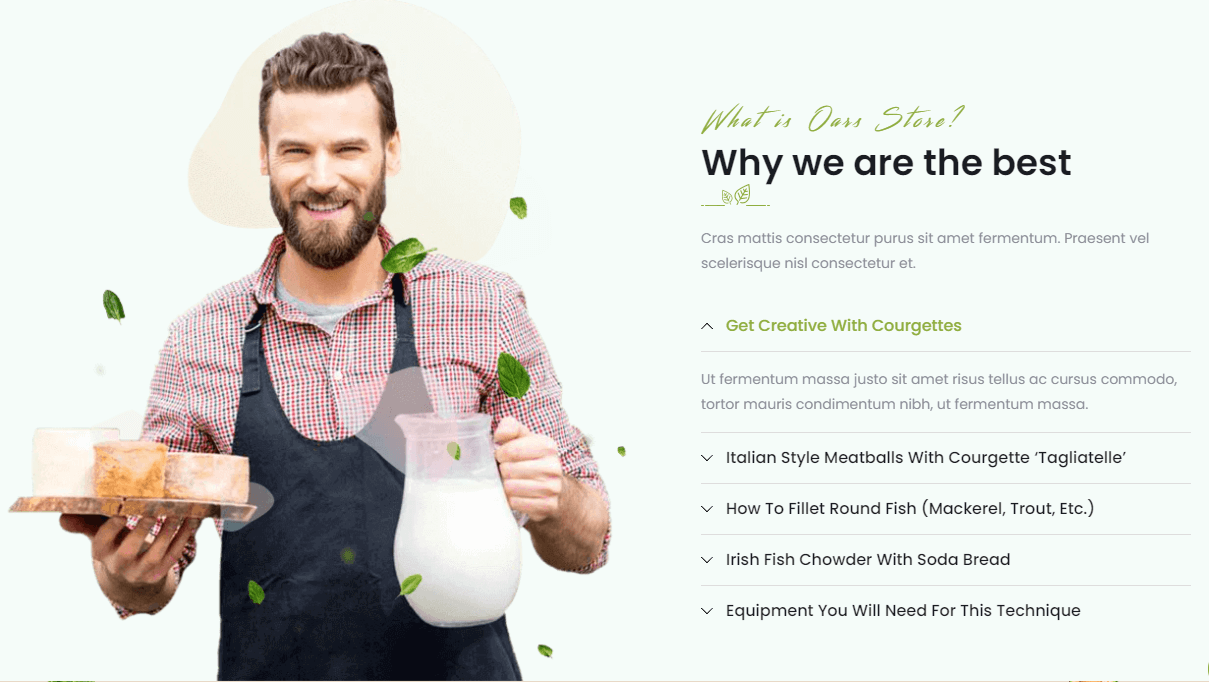 What is Oars Store?
Why we are the best
Cras mattis consectetur purus sit amet fermentum. Praesent vel
scelerisque nisl consectetur et.
Get Creative With Courgettes
Ut fermentum massa justo sit amet risus tellus ac cursus commodo,
tortor mauris condimentum nibh, ut fermentum massa.
Italian Style Meatballs With Courgette ‘Tagliatelle’
How To Fillet Round Fish (Mackerel, Trout, Etc.)
Irish Fish Chowder With Soda Bread
Equipment You Will Need For This Technique